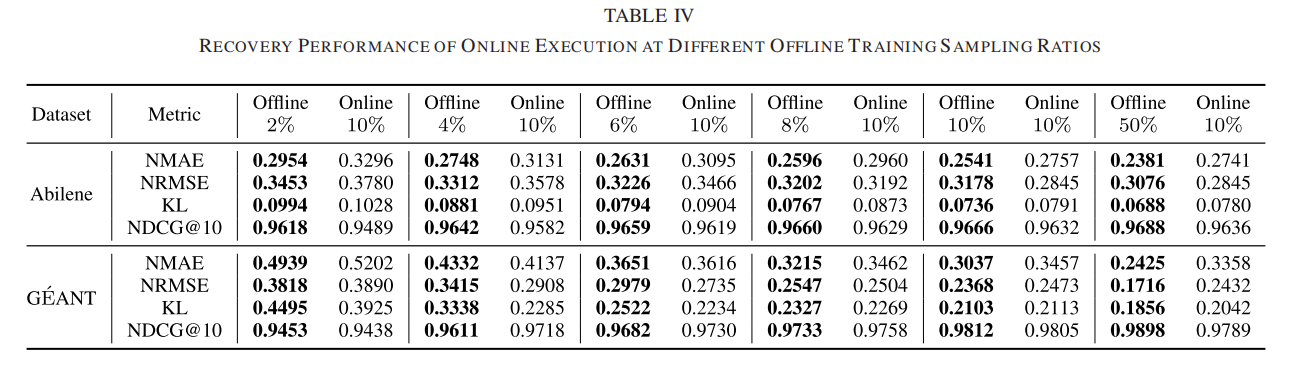 TABLE IV
RECOVERY PERFORMANCE OF ONLINE EXECUTION AT DIFFERENT OFFLINE TRAINING SAMPLING RATIOS
Dataset Metric Offline 2% Online 10% Offline 4% Online 10% Offline 6% Online 10% Offline 8% Online 10% Offline 10% Online 10% Offline 50% Online 10%
Abilene
NMAE 0.2954 0.3296 0.2748 0.3131 0.2631 0.3095 0.2596 0.2960 0.2541 0.2757 0.2381 0.2741
NRMSE 0.3453 0.3780 0.3312 0.3578 0.3226 0.3466 0.3202 0.3192 0.3178 0.2845 0.3076 0.2845
KL 0.0994 0.1028 0.0881 0.0951 0.0794 0.0904 0.0767 0.0873 0.0736 0.0791 0.0688 0.0780
NDCG@10 0.9618 0.9489 0.9642 0.9582 0.9659 0.9619 0.9660 0.9629 0.9666 0.9632 0.9688 0.9636
GÉANT
NMAE 0.4939 0.5202 0.4332 0.4137 0.3651 0.3616 0.3215 0.3462 0.3037 0.3457 0.2425 0.3358
NRMSE 0.3818 0.3890 0.3415 0.2908 0.2979 0.2735 0.2547 0.2504 0.2368 0.2473 0.1716 0.2432
KL 0.4495 0.3925 0.3338 0.2285 0.2522 0.2234 0.2327 0.2269 0.2103 0.2113 0.1856 0.2042
NDCG@10 0.9453 0.9438 0.9611 0.9718 0.9682 0.9730 0.9733 0.9758 0.9812 0.9805 0.9898 0.9789